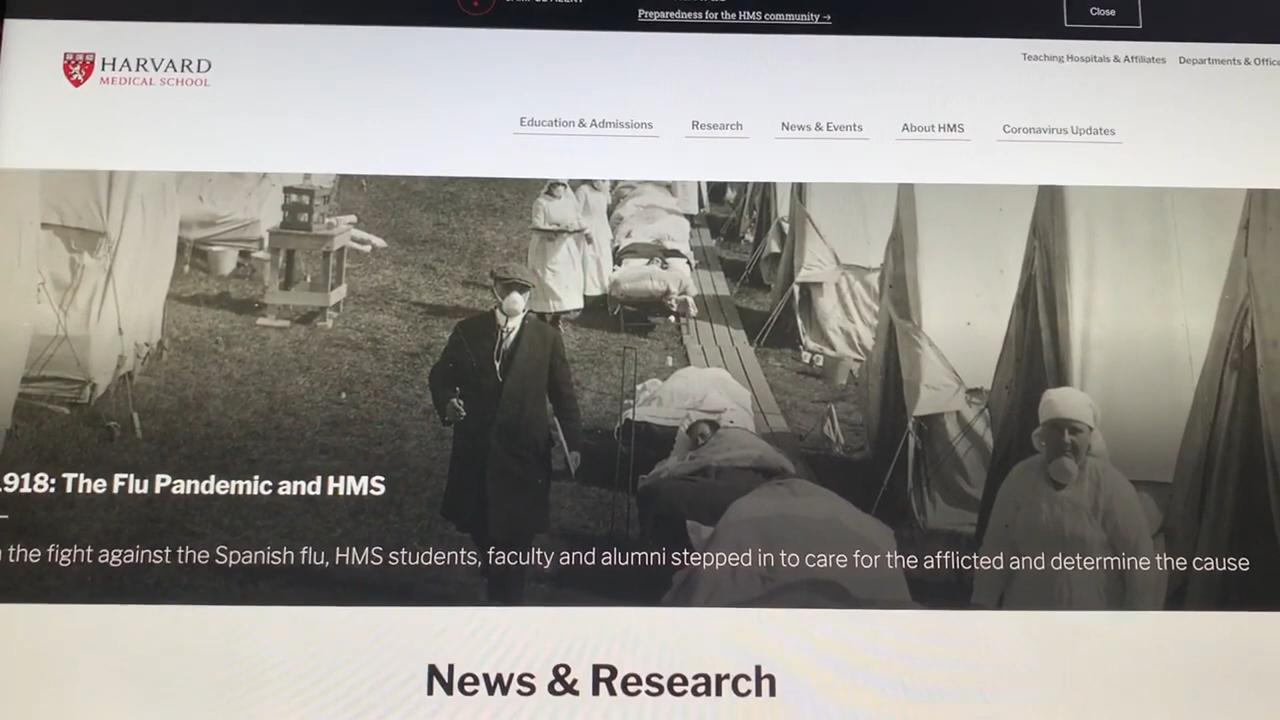 Preparedness for the HMS community →
Close
HARVARD
MEDICAL SCHOOL
Teaching Hospitals & Affiliates Departments &
Education & Admissions Research News & Events About HMS Coronavirus Updates
918: The Flu Pandemic and HMS
the fight against the Spanish flu, HMS students, faculty and alumni stepped in to care for the afflicted and determine the cause
News & Research